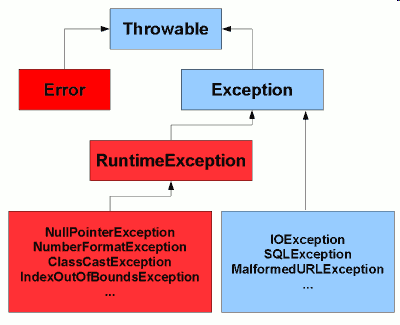 Throwable
Error
Exception
RuntimeException
NullPointerException
NumberFormatException
ClassCastException
IndexOutOfBoundsException
...
IOException
SQLException
MalformedURLException
...